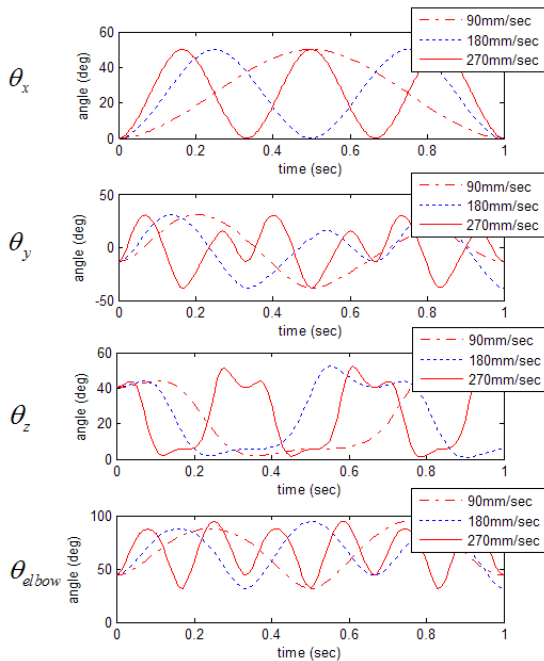 60
40
20
0
angle (deg)
θx
0 0.2 0.4 0.6 0.8 1
time (sec)
90mm/sec
180mm/sec
270mm/sec
50
0
-50
angle (deg)
θy
0 0.2 0.4 0.6 0.8 1
time (sec)
90mm/sec
180mm/sec
270mm/sec
60
40
20
0
angle (deg)
θz
0 0.2 0.4 0.6 0.8 1
time (sec)
90mm/sec
180mm/sec
270mm/sec
100
50
0
angle (deg)
θelbow
0 0.2 0.4 0.6 0.8 1
time (sec)
90mm/sec
180mm/sec
270mm/sec